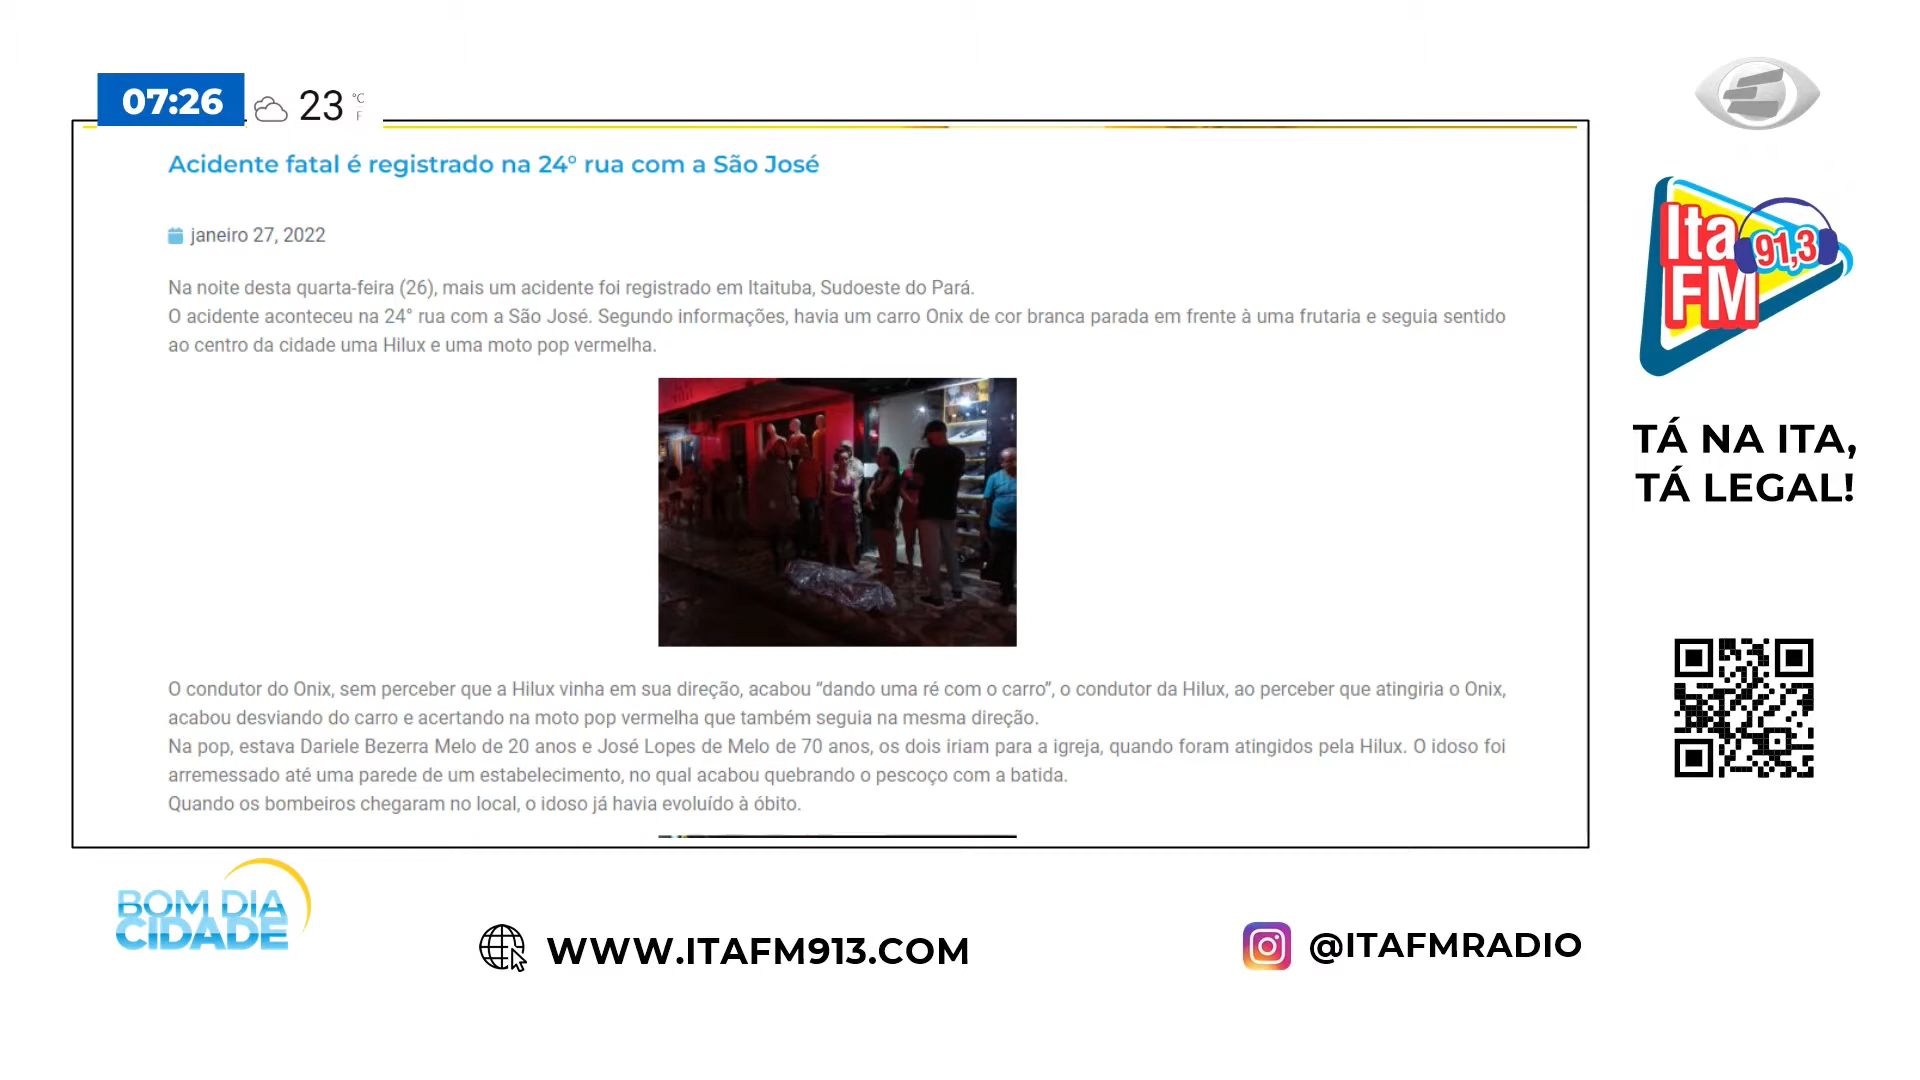 07:26
23 °C
F
Acidente fatal é registrado na 24° rua com a São José
janeiro 27, 2022
Na noite desta quarta-feira (26), mais um acidente foi registrado em Itaituba, Sudoeste do Pará.
O acidente aconteceu na 24° rua com a São José. Segundo informações, havia um carro Onix de cor branca parada em frente à uma frutaria e seguia sentido
ao centro da cidade uma Hilux e uma moto pop vermelha.
O condutor do Onix, sem perceber que a Hilux vinha em sua direção, acabou “dando uma ré com o carro”, o condutor da Hilux, ao perceber que atingiria o Onix,
acabou desviando do carro e acertando na moto pop vermelha que também seguia na mesma direção.
Na pop, estava Dariele Bezerra Melo de 20 anos e José Lopes de Melo de 70 anos, os dois iriam para a igreja, quando foram atingidos pela Hilux. O idoso foi
arremessado até uma parede de um estabelecimento, no qual acabou quebrando o pescoço com a batida.
Quando os bombeiros chegaram no local, o idoso já havia evoluído à óbito.
Ita
FM
91,3
TÁ NA ITA,
TÁ LEGAL!
BOM DIA
CIDADE
WWW.ITAFM913.COM
@ITAFMRADIO